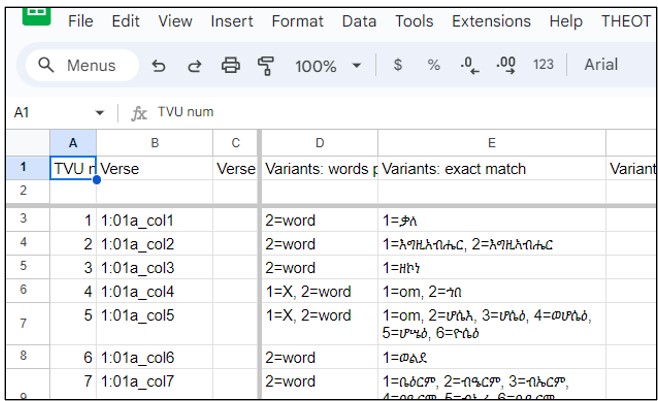 File Edit View Insert Format Data Tools Extensions Help THEOT
Menus 100% $ % .0 .00 123 Arial
A1 fx TVU num
A B C D E
1 TVU n Verse Verse Variants: words p Variants: exact match Variant
2
3 1 1:01a_col1 2=word 1=ቃለ
4 2 1:01a_col2 2=word 1=እግዚአብሔር, 2=እግዚአብሔር
5 3 1:01a_col3 2=word 1=ዘኮነ
6 4 1:01a_col4 1=X, 2=word 1=om, 2=ኀበ
7 5 1:01a_col5 1=X, 2=word 1=om, 2=ሆሴእ, 3=ሆሴዕ, 4=ወሆሴዕ,
5=ሆሤዕ, 6=ዮሴዕ
8 6 1:01a_col6 2=word 1=ወልደ
9 7 1:01a_col7 2=word 1=ቤዕርም, 2=ብዔርም, 3=ብኤርም,